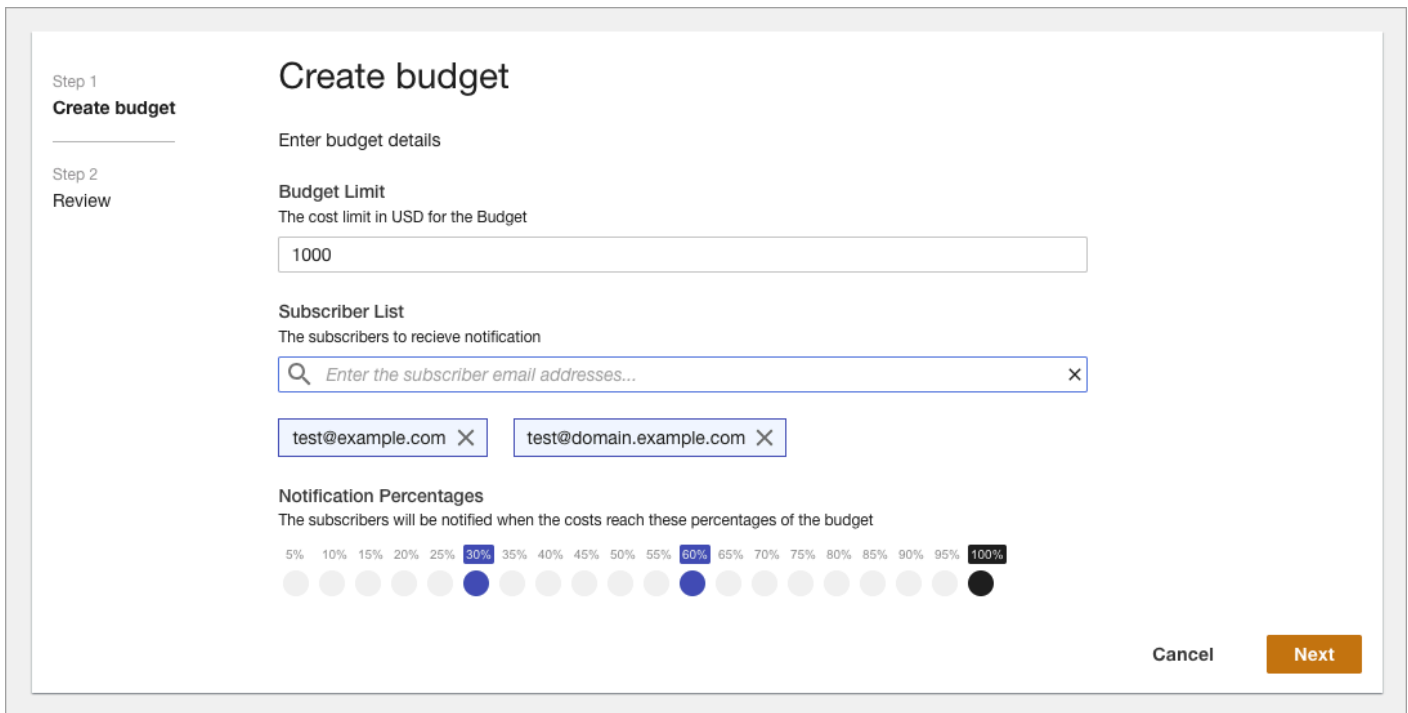 Step 1
Create budget
Step 2
Review
Create budget
Enter budget details
Budget Limit
The cost limit in USD for the Budget
1000
Subscriber List
The subscribers to recieve notification
Enter the subscriber email addresses...
test@example.com test@domain.example.com
Notification Percentages
The subscribers will be notified when the costs reach these percentages of the budget
5% 10% 15% 20% 25% 30% 35% 40% 45% 50% 55% 60% 65% 70% 75% 80% 85% 90% 95% 100%
Cancel Next